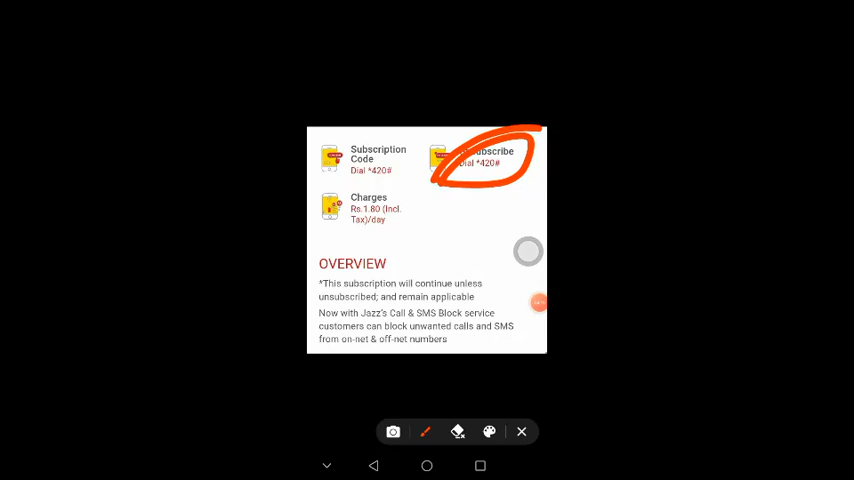 Subscription
Code
Dial *420#
subscribe
Dial *420#
Charges
Rs.1.80 (Incl.
Tax)/day
OVERVIEW
*This subscription will continue unless
unsubscribed; and remain applicable
Now with Jazz's Call & SMS Block service
customers can block unwanted calls and SMS
from on-net & off-net numbers